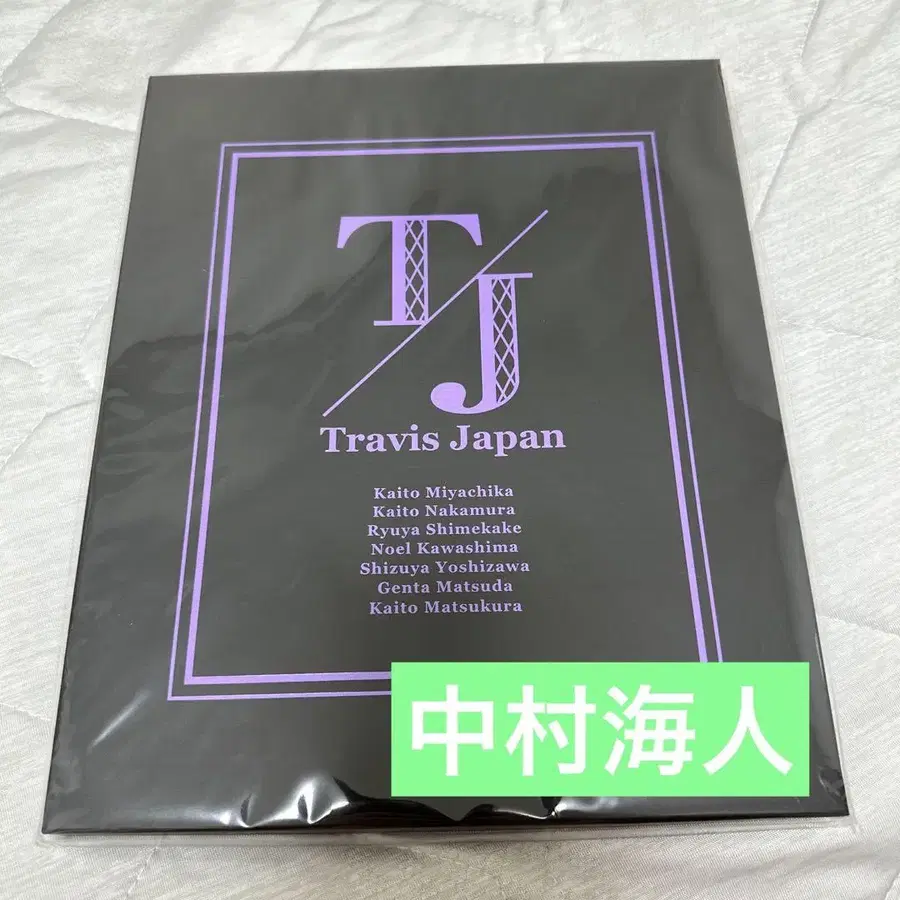 T/J
Travis Japan
Kaito Miyachika
Kaito Nakamura
Ryuya Shimekake
Noel Kawashima
Shizuya Yoshizawa
Genta Matsuda
Kaito Matsukura
中村海人